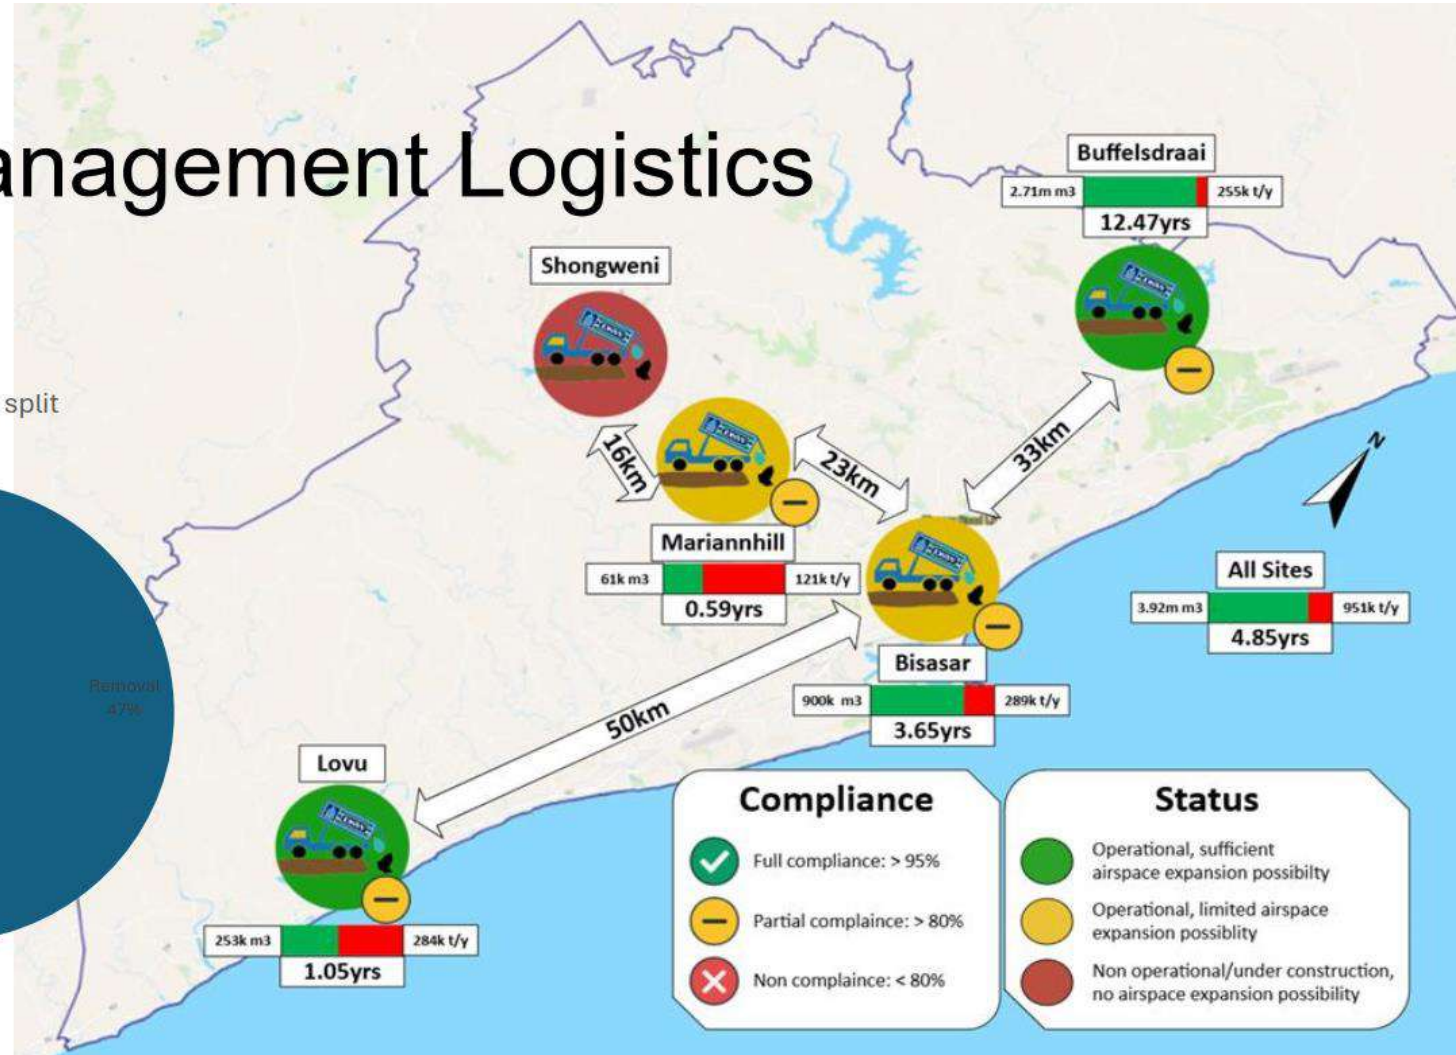 anagement Logistics
split
Removal
47%
Buffelsdraai
2.71m m3
255k t/y
12.47yrs
Shongweni
16km
23km
33km
N
Mariannhill
61k m3
121k t/y
0.59yrs
All Sites
3.92m m3
951k t/y
4.85yrs
Bisasar
900k m3
289k t/y
3.65yrs
50km
Lovu
253k m3
284k t/y
1.05yrs
Compliance
Full compliance: > 95%
Partial complaince: > 80%
Non complaince: < 80%
Status
Operational, sufficient
airspace expansion possibilty
Operational, limited airspace
expansion possiblity
Non operational/under construction,
no airspace expansion possibility